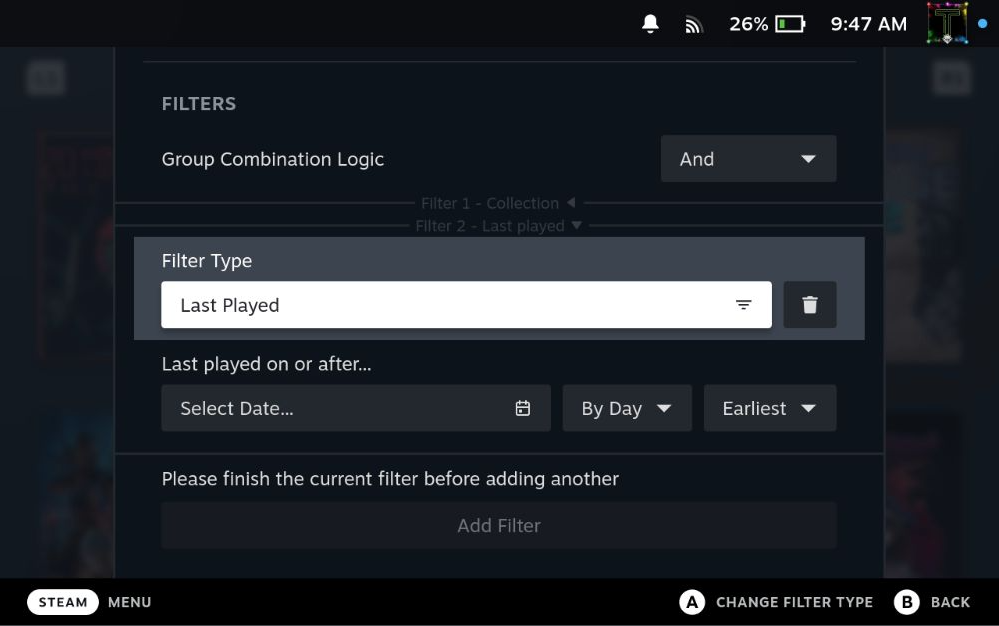 26% 9:47 AM
FILTERS
Group Combination Logic And
Filter 1 - Collection
Filter 2 - Last played
Filter Type
Last Played
Last played on or after...
Select Date... By Day Earliest
Please finish the current filter before adding another
Add Filter
STEAM MENU A CHANGE FILTER TYPE B BACK